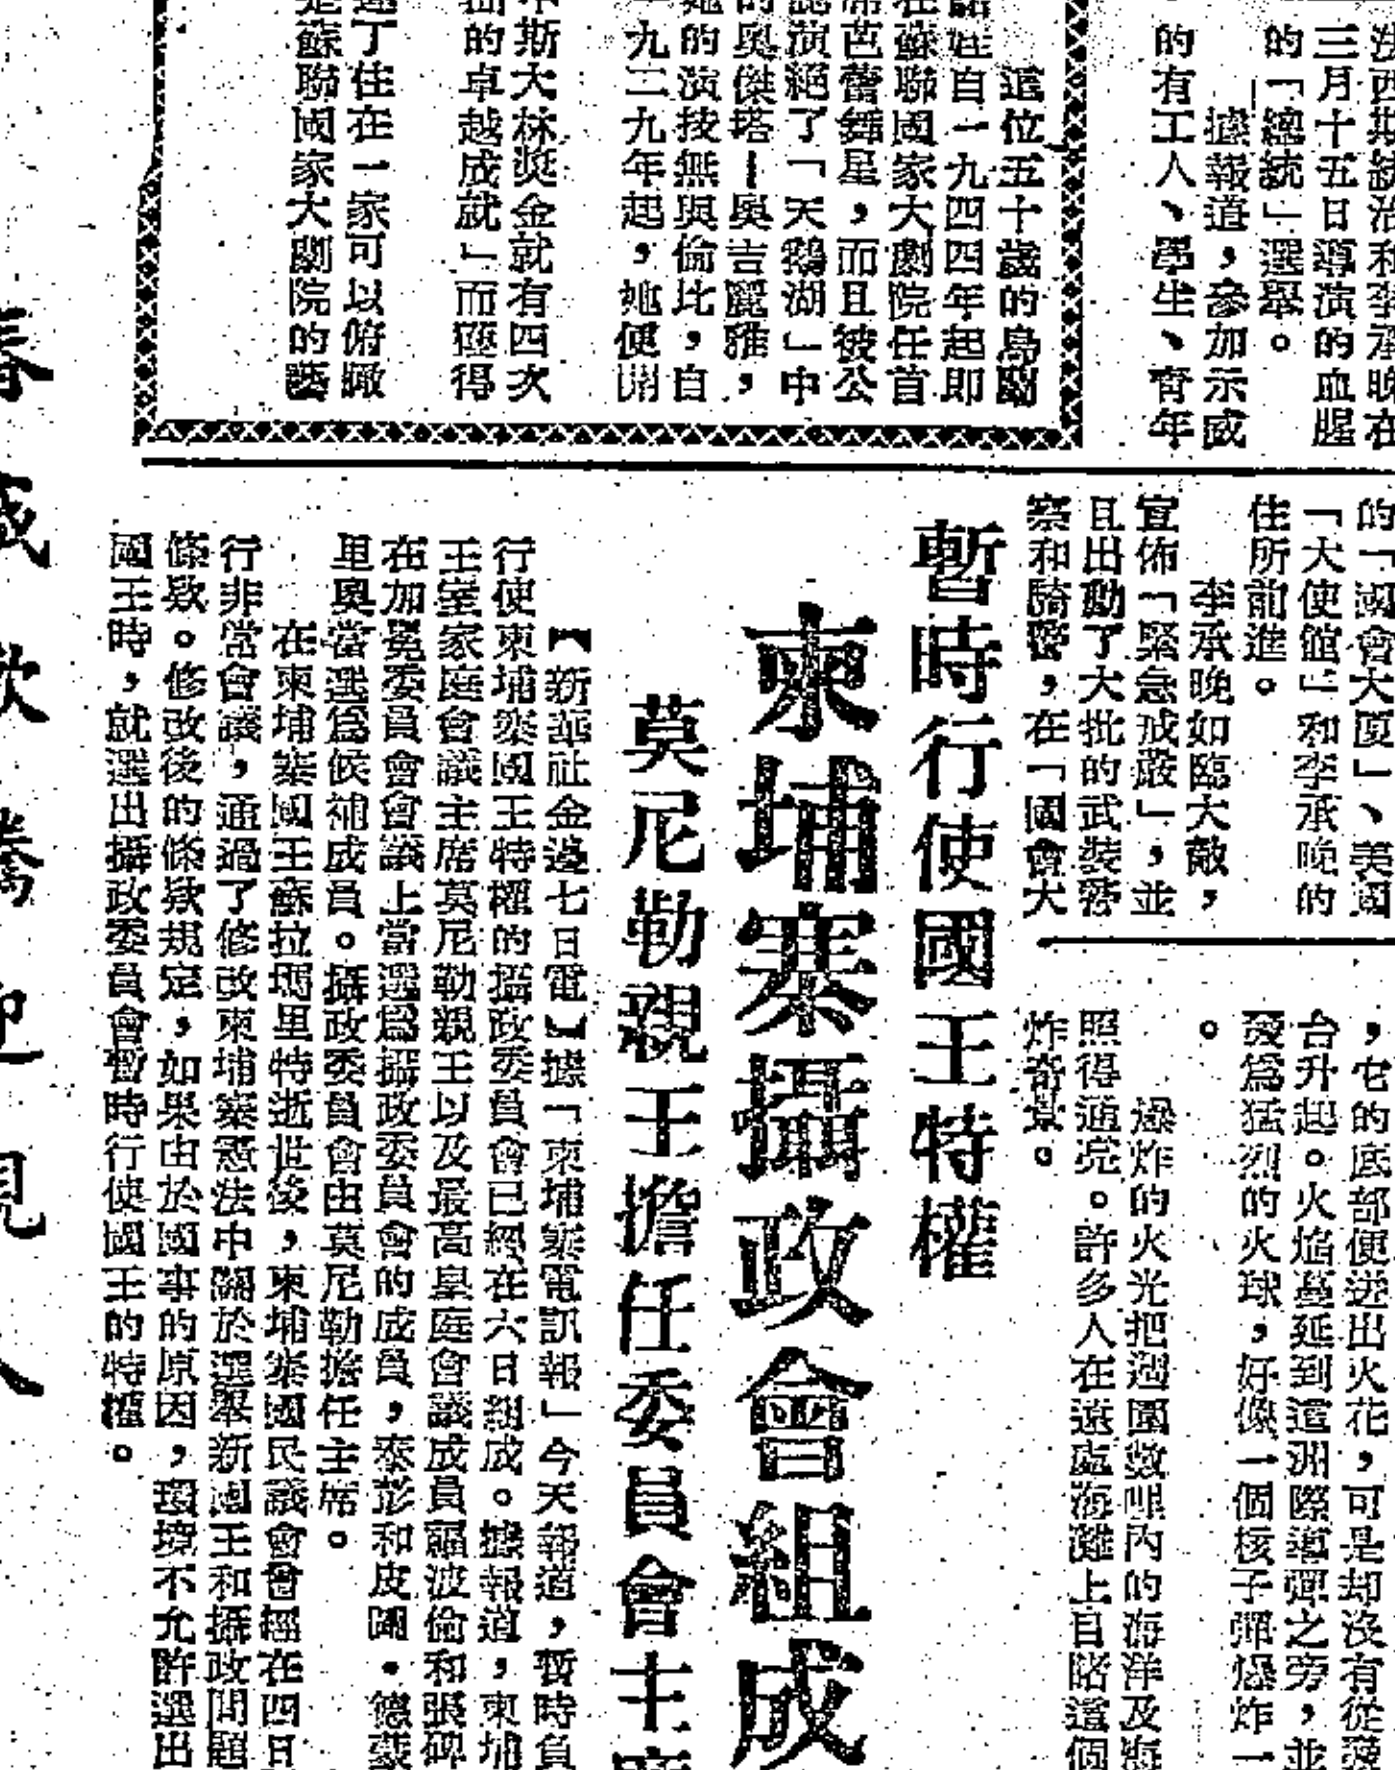 三月十五日導演的血腥
的「總統」選舉。
據報道，參加示威
的有工人、學生、青年
這位五十歲的烏蘭
諾娃自一九四四年起即
在蘇聯國家大劇院任首
席芭蕾舞星，而且被公
認演絕了「天鵝湖」中
的奧傑塔－奧吉麗雅，
她的演技無與倫比，自
一九二九年起，她便開
斯大林獎金就有四次
的卓越成就」而獲得
丁住在一家可以俯瞰
是蘇聯國家大劇院的藝
的「國會大廈」、美國
「大使館」和李承晚的
住所前進。
李承晚如臨大敵，
宣佈「緊急戒嚴」，並
且出動了大批的武裝警
察和騎警，在「國會大
，它的底部便迸出火花，可是却沒有從發
台升起。火焰蔓延到這洲際導彈之旁，並
發爲猛烈的火球，好像一個核子彈爆炸一
。
爆炸的火光把週圍數哩內的海洋及海
照得通亮。許多人在遠處海灘上目睹這個
炸奇景。
暫時行使國王特權
柬埔寨攝政會組成
莫尼勒親王擔任委員會主席
【新華社金邊七日電】據「柬埔寨電訊報」今天報道，暫時負
行使柬埔寨國王特權的攝政委員會已經在六日組成。據報道，柬埔
王室家庭會議主席莫尼勒親王以及最高皇庭會議成員福波倫和張碑
在加冕委員會會議上當選爲攝政委員會的成員，泰彭和皮圖．德蒙
里奧當選爲候補成員。攝政委員會由莫尼勒擔任主席。
在柬埔寨國王蘇拉瑪里特逝世後，柬埔寨國民議會曾經在四日
行非常會議，通過了修改柬埔寨憲法中關於選舉新國王和攝政問題
條欵。修改後的條欵規定，如果由於國事的原因，環境不允許選出
國王時，就選出攝政委員會暫時行使國王的特權。